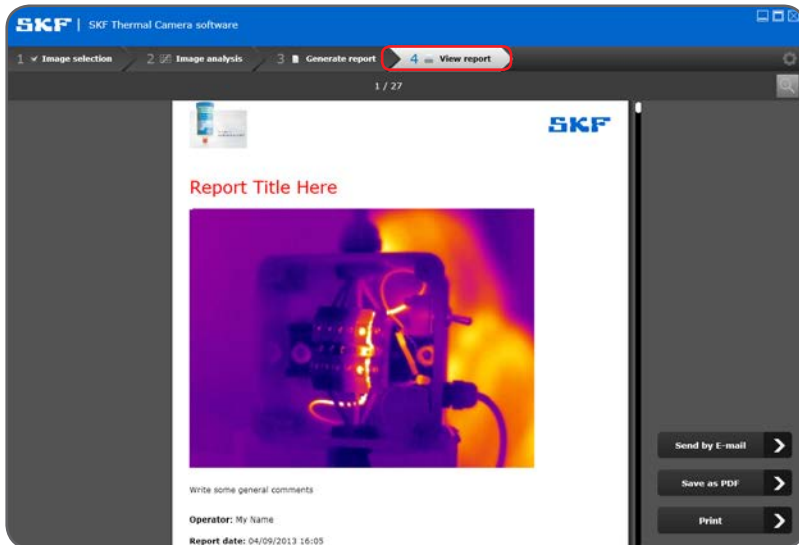 SKF | SKF Thermal Camera software
1 Image selection 2 Image analysis 3 Generate report 4 View report
1 / 27
SKF
Report Title Here
Write some general comments
Operator: My Name
Report date: 04/09/2013 16:05
Send by E-mail
Save as PDF
Print